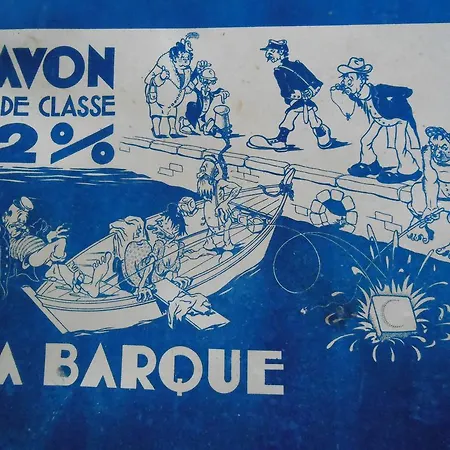 AVON
DE CLASSE
2%
A BARQUE